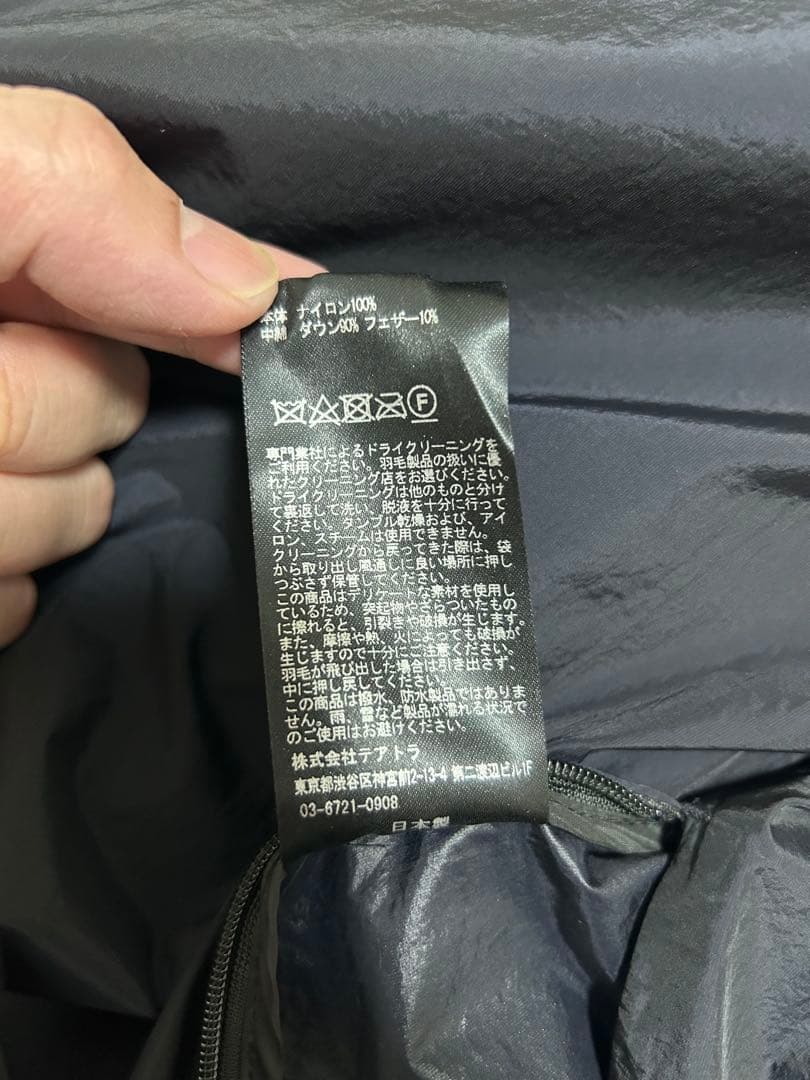 本体 ナイロン100%
中綿 ダウン90% フェザー10%
F
専門業社によるドライクリーニングを
ご利用ください。羽毛製品の扱いに優
れたクリーニング店をお選びください。
ドライクリーニングは他のものと分け
て裏返して洗い、脱液を十分に行って
ください。タンブル乾燥および、アイ
ロン、スチームは使用できません。
クリーニングから戻ってきた際は、袋
から取り出し風通しに良い場所に押し
つぶさず保管してください。
この商品はデリケートな素材を使用し
ているため、突起物やざらついたもの
に擦れると、引裂きや破損が生じます。
また、摩擦や熱、火によっても破損が
生じますので十分にご注意ください。
羽毛が飛び出した場合は引き出さず、
中に押し戻してください。
この商品は撥水、防水製品ではありま
せん。雨、雪など製品が濡れる状況で
のご使用はお避けください。
株式会社テアトラ
東京都渋谷区神宮前2-13-4 第二渡辺ビル1F
03-6721-0908
日本製